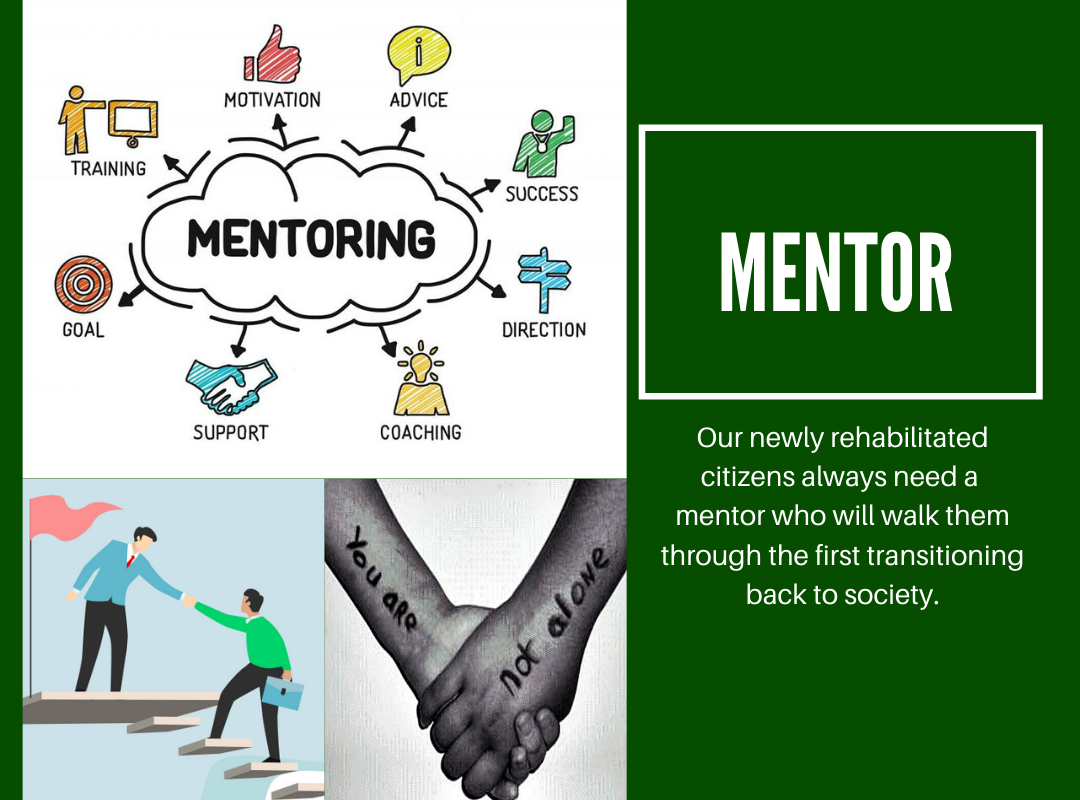 MOTIVATION
ADVICE
TRAINING
SUCCESS
MENTORING
GOAL
DIRECTION
SUPPORT
COACHING
You are
not alone
MENTOR
Our newly rehabilitated
citizens always need a
mentor who will walk them
through the first transitioning
back to society.